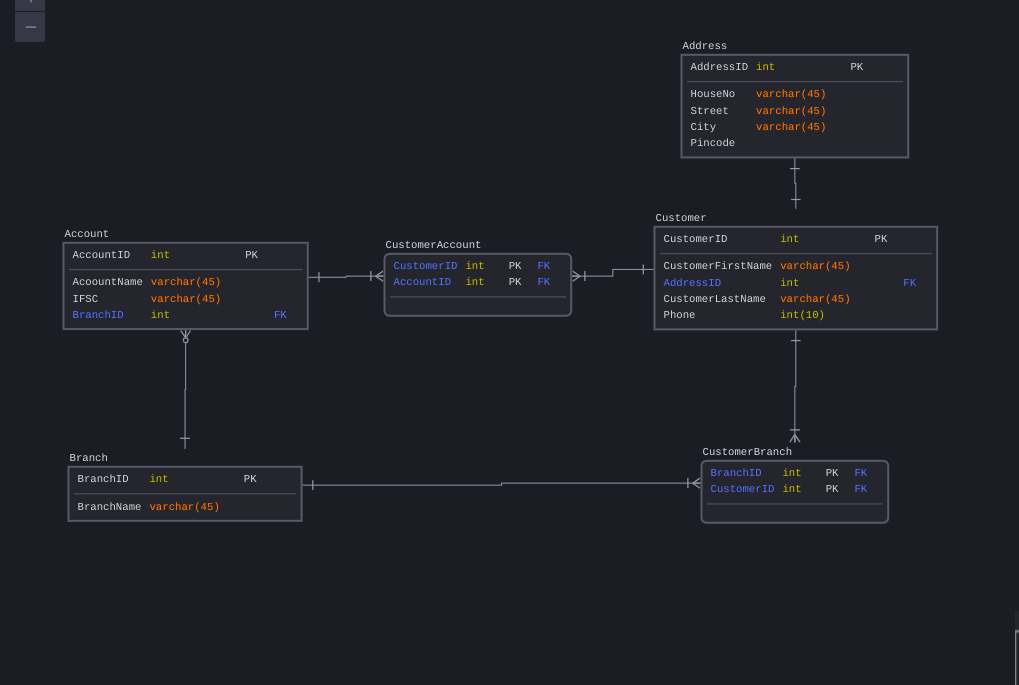 Address
AddressID int PK
HouseNo varchar(45)
Street varchar(45)
City varchar(45)
Pincode
Customer
CustomerID int PK
CustomerFirstName varchar(45)
AddressID int FK
CustomerLastName varchar(45)
Phone int(10)
Account
AccountID int PK
AcoountName varchar(45)
IFSC varchar(45)
BranchID int FK
CustomerAccount
CustomerID int PK FK
AccountID int PK FK
Branch
BranchID int PK
BranchName varchar(45)
CustomerBranch
BranchID int PK FK
CustomerID int PK FK